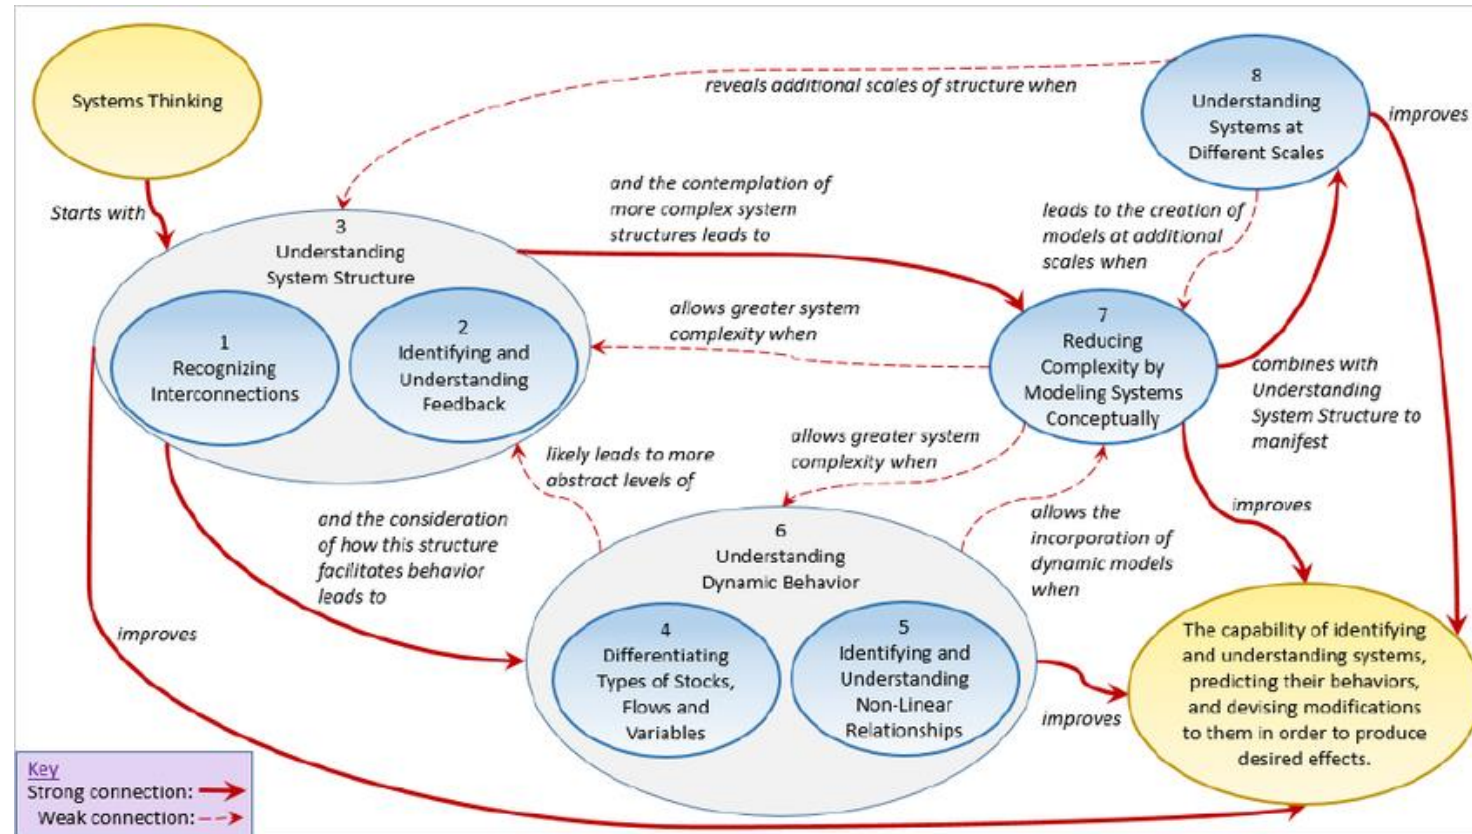 Systems Thinking
Starts with
reveals additional scales of structure when
8
Understanding
Systems at
Different Scales
improves
3
Understanding
System Structure
1
Recognizing
Interconnections
2
Identifying and
Understanding
Feedback
and the contemplation of
more complex system
structures leads to
leads to the creation of
models at additional
scales when
allows greater system
complexity when
7
Reducing
Complexity by
Modeling Systems
Conceptually
combines with
Understanding
System Structure to
manifest
allows greater system
complexity when
likely leads to more
abstract levels of
and the consideration
of how this structure
facilitates behavior
leads to
allows the
incorporation of
dynamic models
when
improves
6
Understanding
Dynamic Behavior
4
Differentiating
Types of Stocks,
Flows and
Variables
5
Identifying and
Understanding
Non-Linear
Relationships
improves
improves
The capability of identifying
and understanding systems,
predicting their behaviors,
and devising modifications
to them in order to produce
desired effects.
Key
Strong connection:
Weak connection: